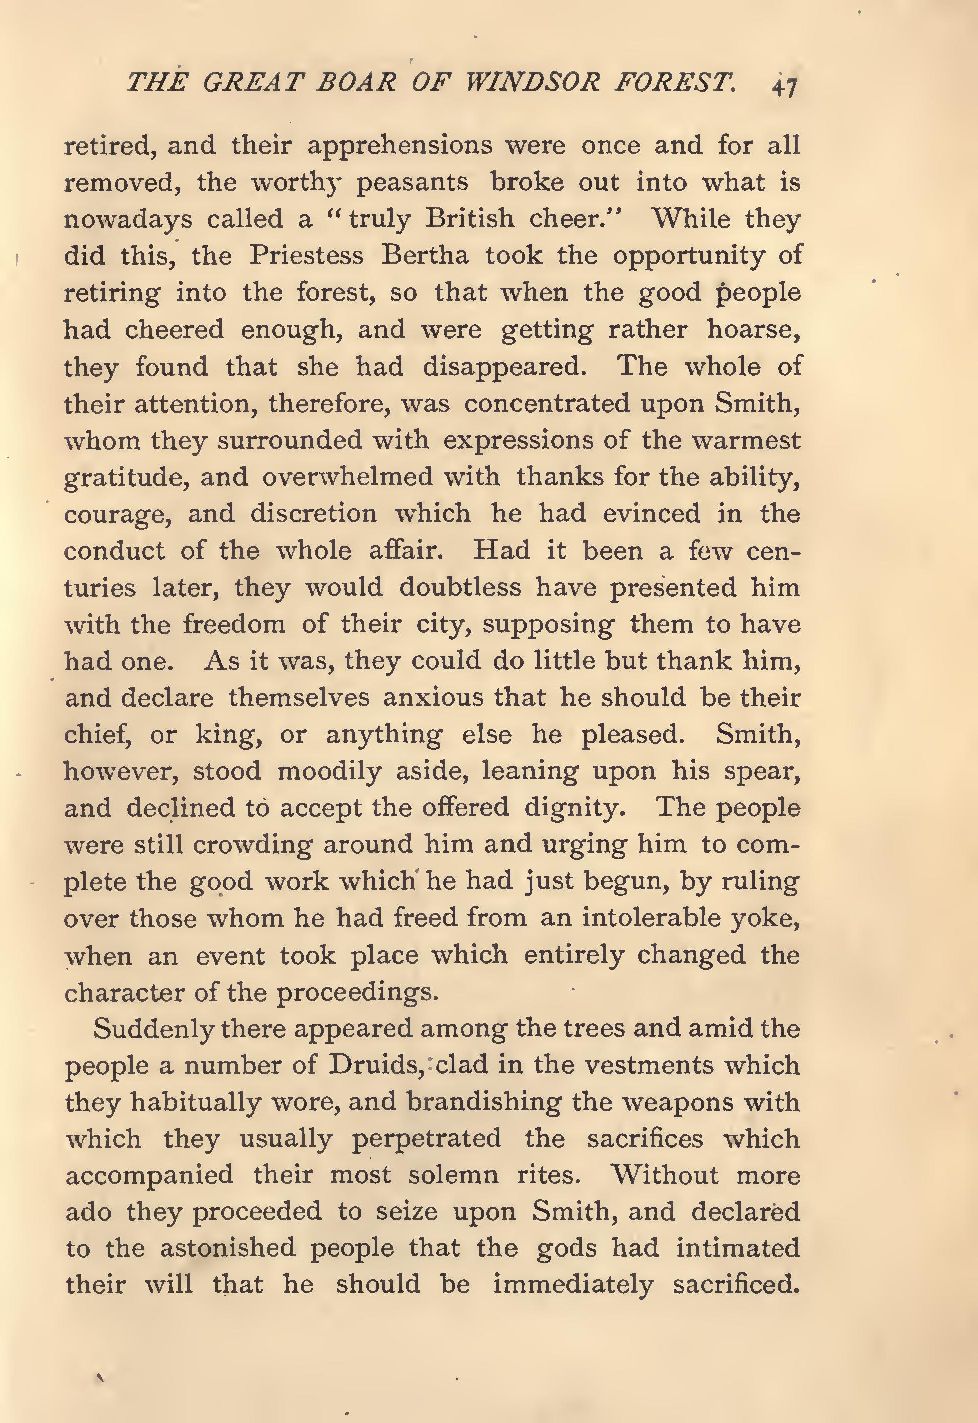 THE GREAT BOAR OF WINDSOR FOREST. 47
retired, and their apprehensions were once and for all
removed, the worthy peasants broke out into what is
nowadays called a “truly British cheer.” While they
did this, the Priestess Bertha took the opportunity of
retiring into the forest, so that when the good people
had cheered enough, and were getting rather hoarse,
they found that she had disappeared. The whole of
their attention, therefore, was concentrated upon Smith,
whom they surrounded with expressions of the warmest
gratitude, and overwhelmed with thanks for the ability,
courage, and discretion which he had evinced in the
conduct of the whole affair. Had it been a few cen-
turies later, they would doubtless have presented him
with the freedom of their city, supposing them to have
had one. As it was, they could do little but thank him,
and declare themselves anxious that he should be their
chief, or king, or anything else he pleased. Smith,
however, stood moodily aside, leaning upon his spear,
and declined to accept the offered dignity. The people
were still crowding around him and urging him to com-
plete the good work which he had just begun, by ruling
over those whom he had freed from an intolerable yoke,
when an event took place which entirely changed the
character of the proceedings.
Suddenly there appeared among the trees and amid the
people a number of Druids, clad in the vestments which
they habitually wore, and brandishing the weapons with
which they usually perpetrated the sacrifices which
accompanied their most solemn rites. Without more
ado they proceeded to seize upon Smith, and declared
to the astonished people that the gods had intimated
their will that he should be immediately sacrificed.